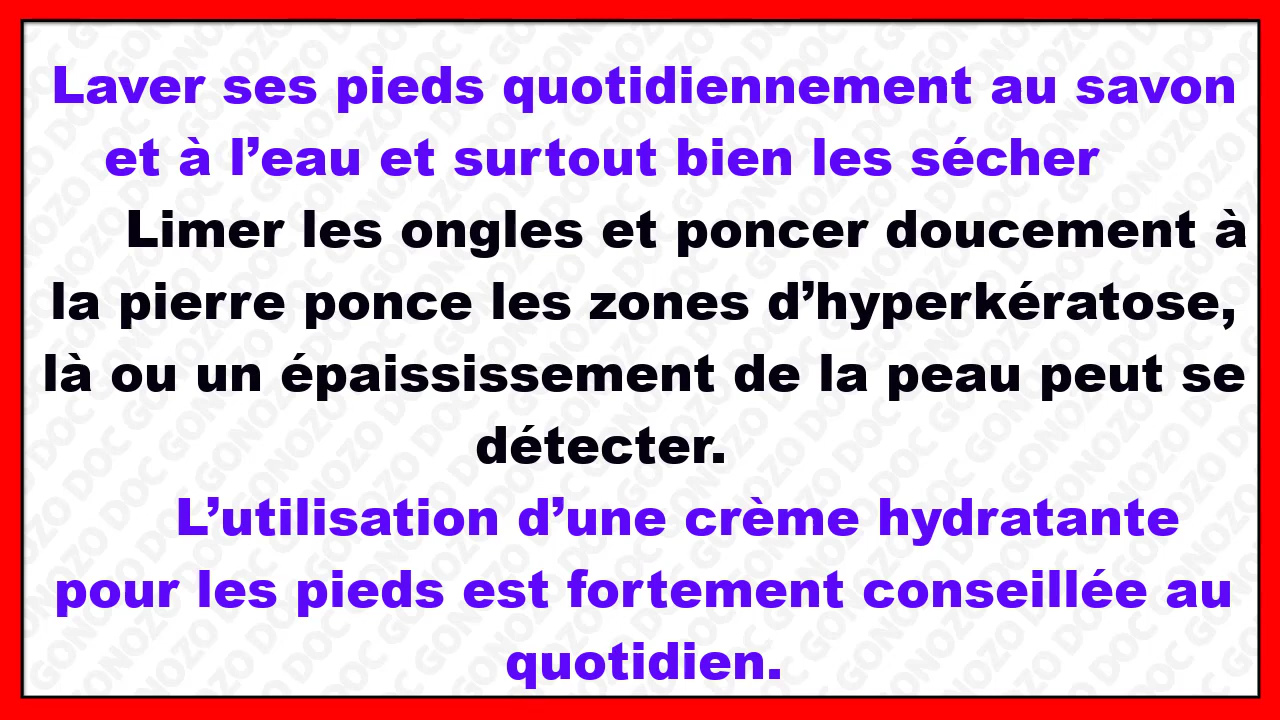 Laver ses pieds quotidiennement au savon
et à l’eau et surtout bien les sécher
Limer les ongles et poncer doucement à
la pierre ponce les zones d’hyperkératose,
là ou un épaississement de la peau peut se
détecter.
L’utilisation d’une crème hydratante
pour les pieds est fortement conseillée au
quotidien.